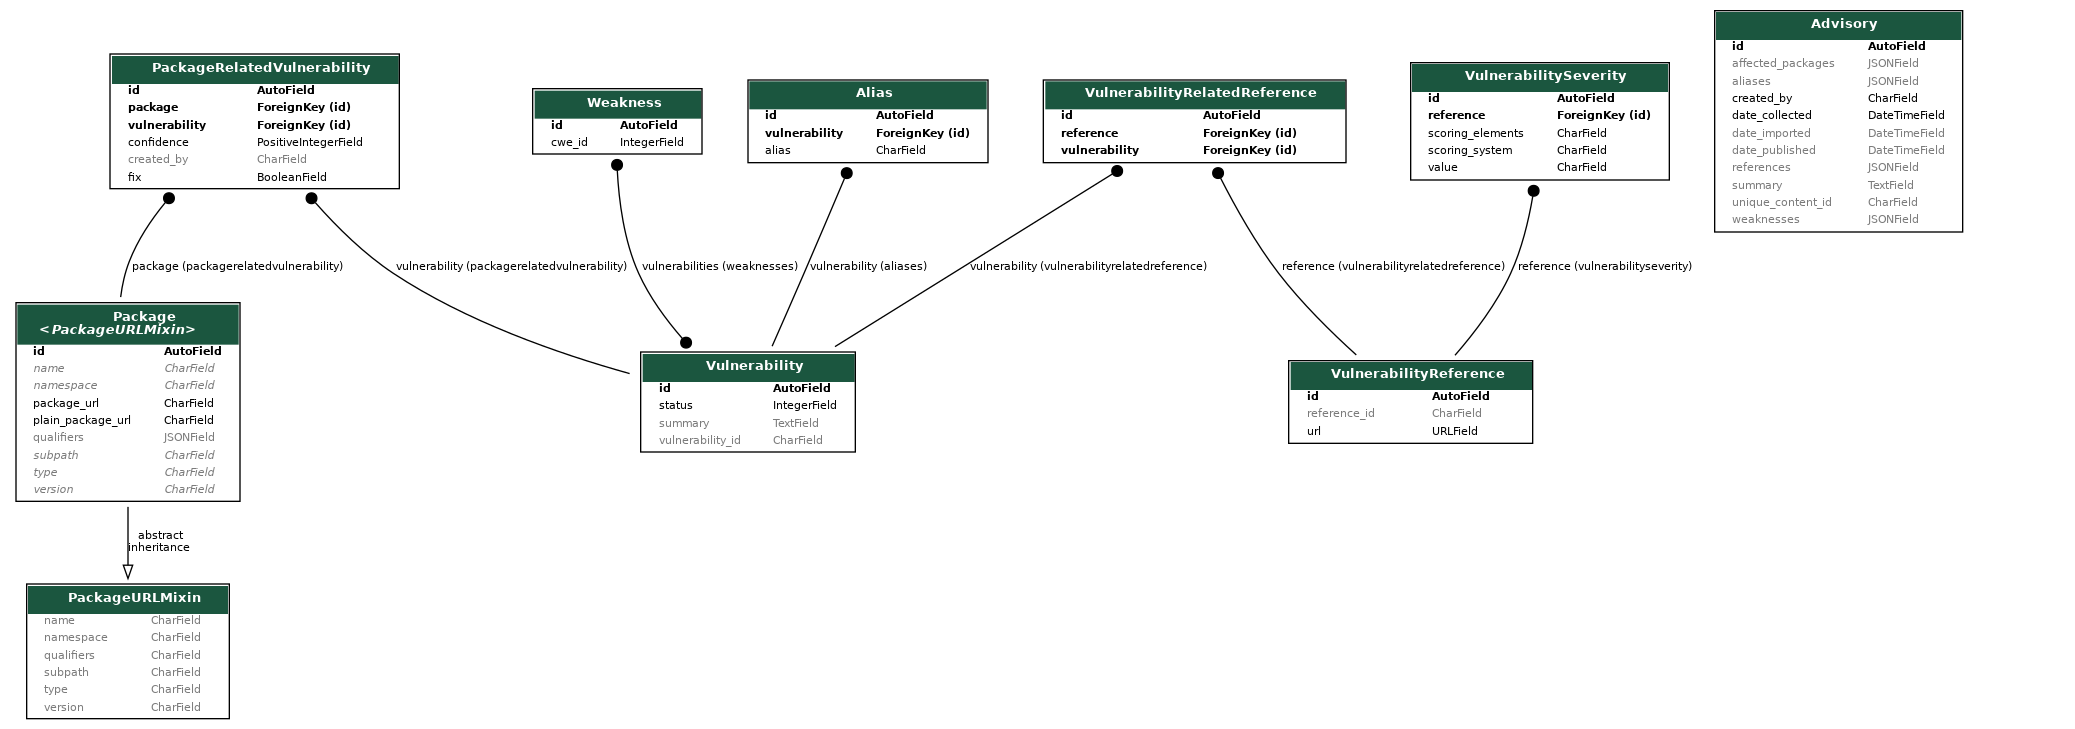 PackageRelatedVulnerability
id AutoField
package ForeignKey (id)
vulnerability ForeignKey (id)
confidence PositiveIntegerField
created_by CharField
fix BooleanField
Weakness
id AutoField
cwe_id IntegerField
Alias
id AutoField
vulnerability ForeignKey (id)
alias CharField
VulnerabilityRelatedReference
id AutoField
reference ForeignKey (id)
vulnerability ForeignKey (id)
VulnerabilitySeverity
id AutoField
reference ForeignKey (id)
scoring_elements CharField
scoring_system CharField
value CharField
Advisory
id AutoField
affected_packages JSONField
aliases JSONField
created_by CharField
date_collected DateTimeField
date_imported DateTimeField
date_published DateTimeField
references JSONField
summary TextField
unique_content_id CharField
weaknesses JSONField
package (packagerelatedvulnerability)
vulnerability (packagerelatedvulnerability)
vulnerabilities (weaknesses)
vulnerability (aliases)
vulnerability (vulnerabilityrelatedreference)
reference (vulnerabilityrelatedreference)
reference (vulnerabilityseverity)
Package
<PackageURLMixin>
id AutoField
name CharField
namespace CharField
package_url CharField
plain_package_url CharField
qualifiers JSONField
subpath CharField
type CharField
version CharField
Vulnerability
id AutoField
status IntegerField
summary TextField
vulnerability_id CharField
VulnerabilityReference
id AutoField
reference_id CharField
url URLField
abstract
inheritance
PackageURLMixin
name CharField
namespace CharField
qualifiers CharField
subpath CharField
type CharField
version CharField